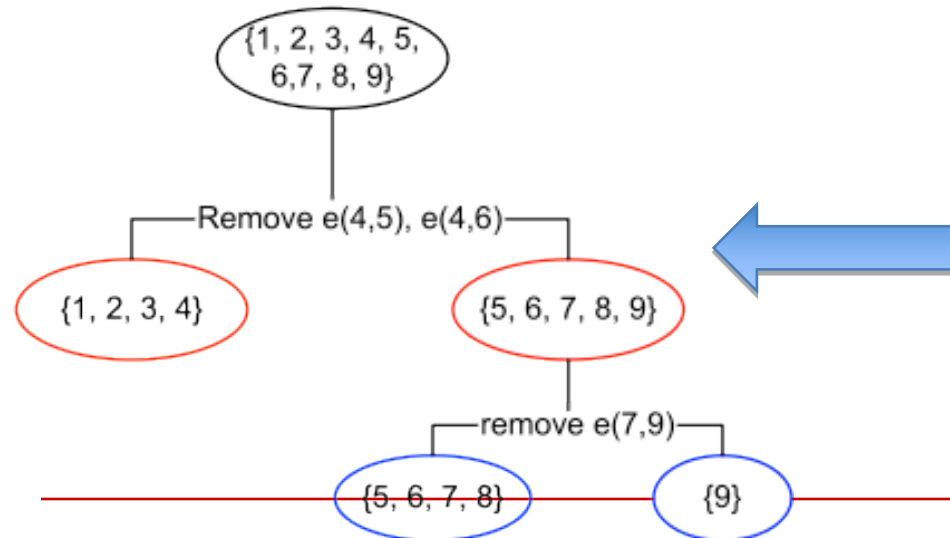 {1, 2, 3, 4, 5,
6,7, 8, 9}
Remove e(4,5), e(4,6)
{1, 2, 3, 4}
{5, 6, 7, 8, 9}
remove e(7,9)
{5, 6, 7, 8}
{9}